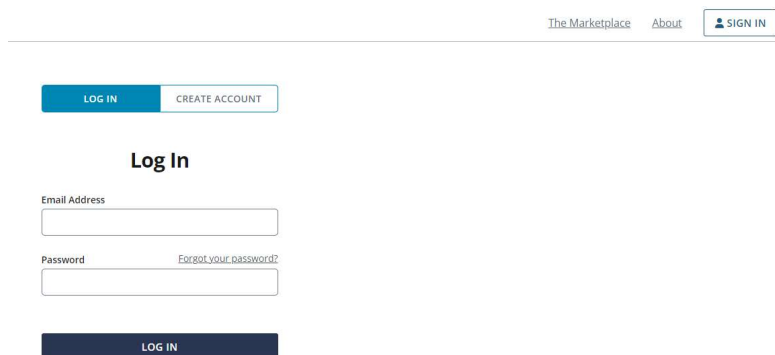 The Marketplace About SIGN IN
LOG IN CREATE ACCOUNT
Log In
Email Address
Password Forgot your password?
LOG IN